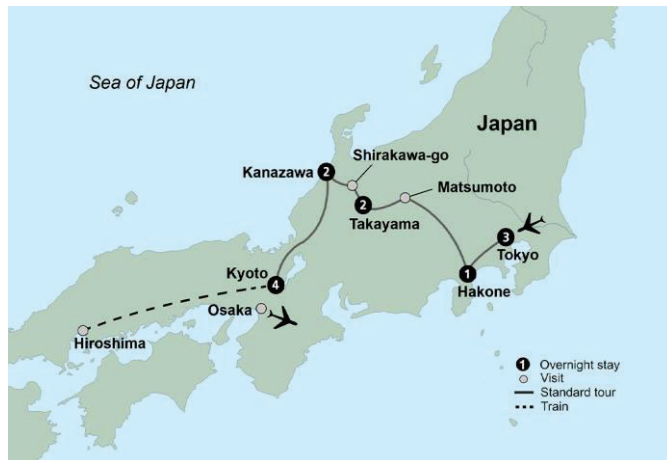 Sea of Japan
Japan
Shirakawa-go
Kanazawa 2
Matsumoto
2
Takayama
3
Tokyo
Kyoto 4
1
Hakone
Osaka
Hiroshima
1 Overnight stay
Visit
Standard tour
Train